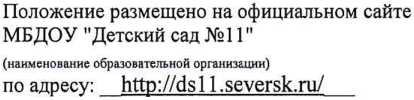 Положение размещено на официальном сайте
МБДОУ "Детский сад №11"
(наименование образовательной организации)
по адресу: http://ds11.seversk.ru/